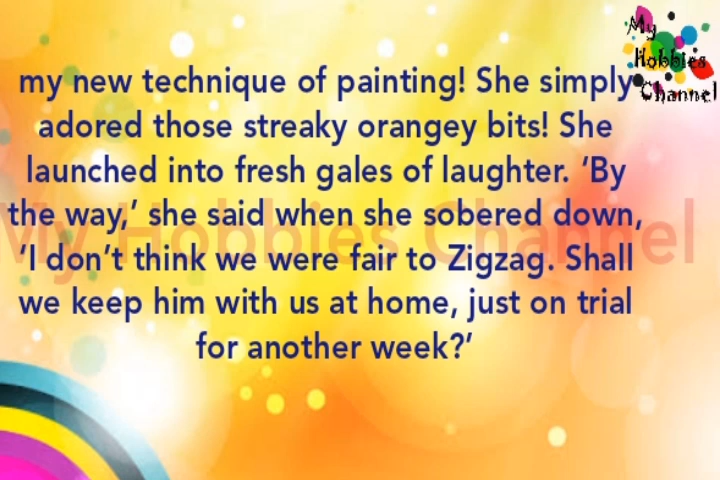 My
Hobbies
Channel
my new technique of painting! She simply
adored those streaky orangey bits! She
launched into fresh gales of laughter. ‘By
the way,’ she said when she sobered down,
My Hobbies Channel
‘I don’t think we were fair to Zigzag. Shall
we keep him with us at home, just on trial
for another week?’